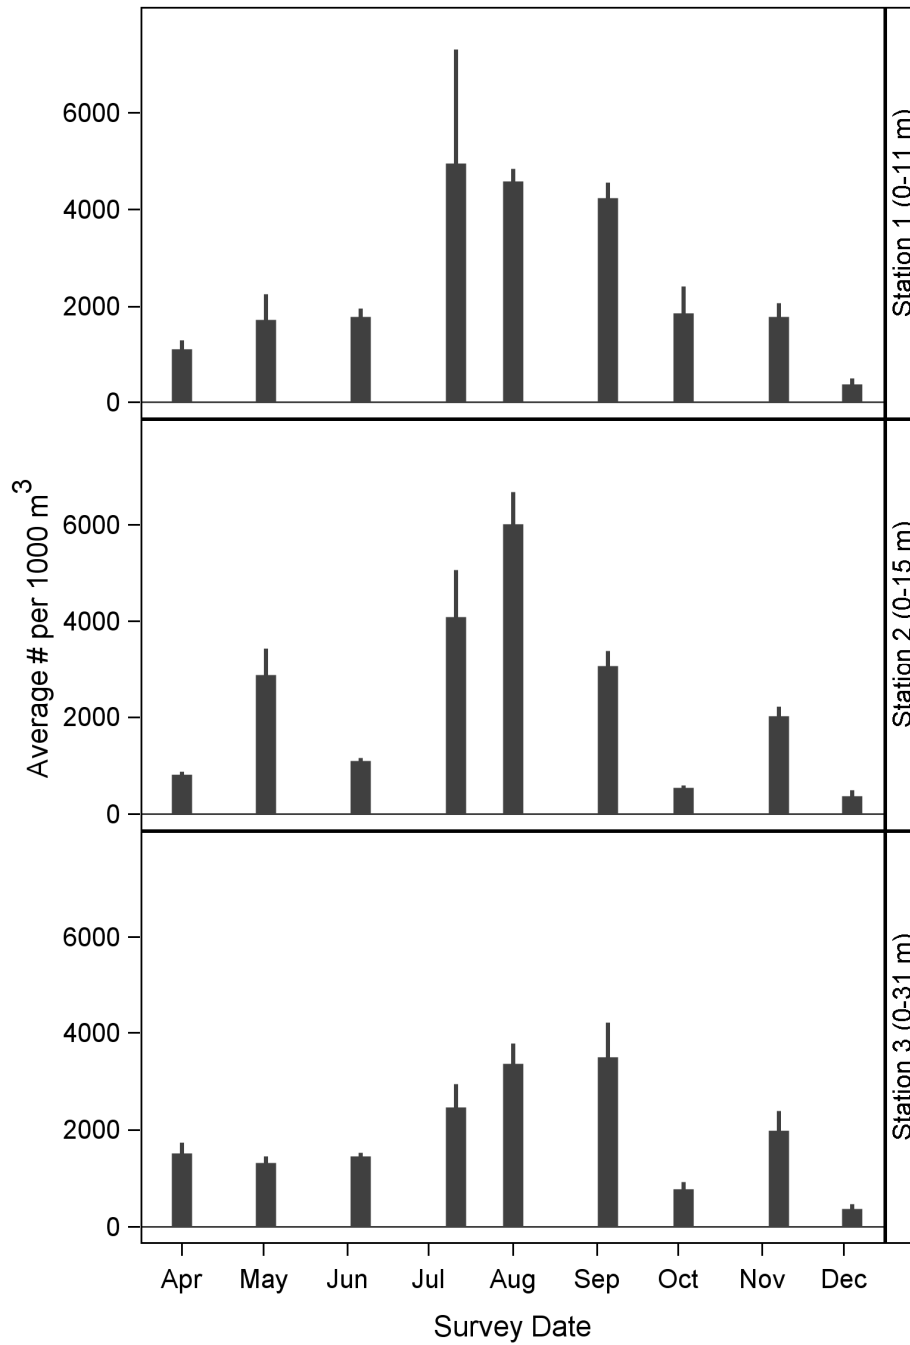 6000
4000
2000
0
Station 1 (0-11 m)
Average # per 1000 m³
6000
4000
2000
0
Station 2 (0-15 m)
6000
4000
2000
0
Station 3 (0-31 m)
Apr May Jun Jul Aug Sep Oct Nov Dec
Survey Date